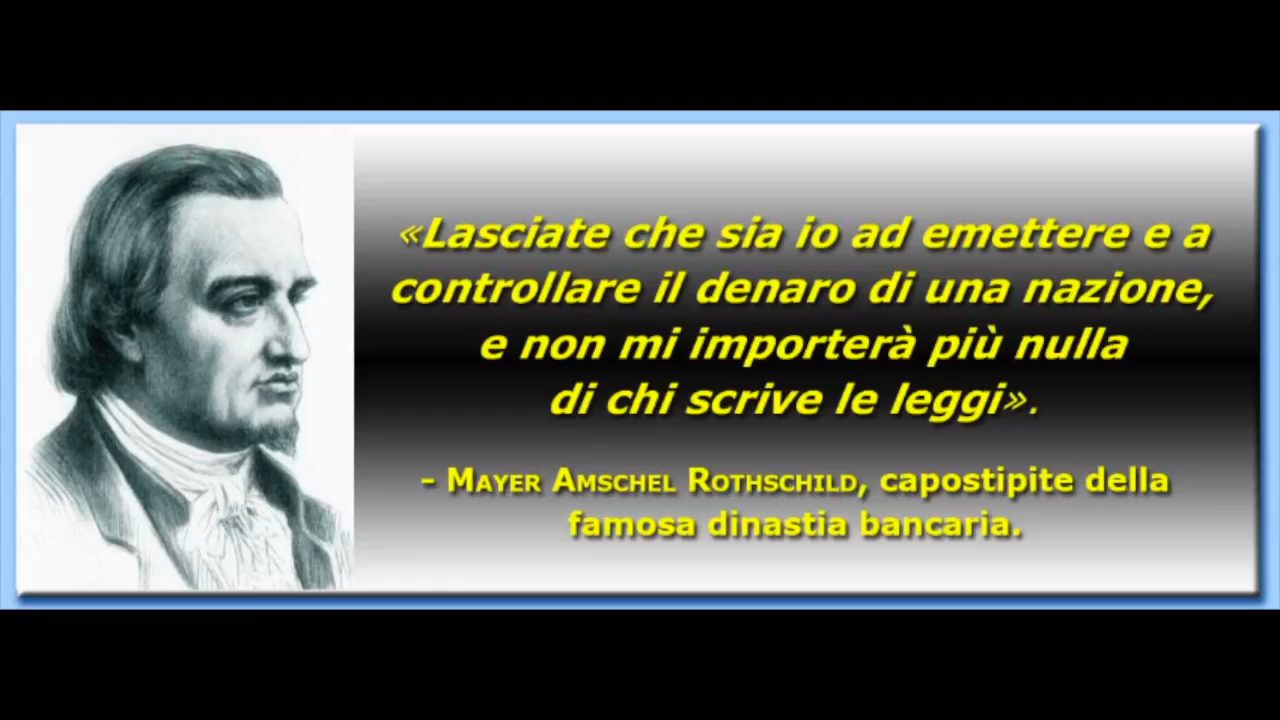 «Lasciate che sia io ad emettere e a
controllare il denaro di una nazione,
e non mi importerà più nulla
di chi scrive le leggi».
- Mayer Amschel Rothschild, capostipite della
famosa dinastia bancaria.